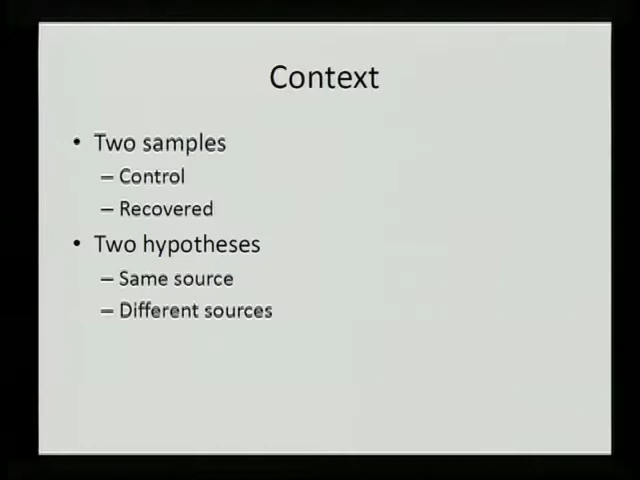 Context
• Two samples
– Control
– Recovered
• Two hypotheses
– Same source
– Different sources